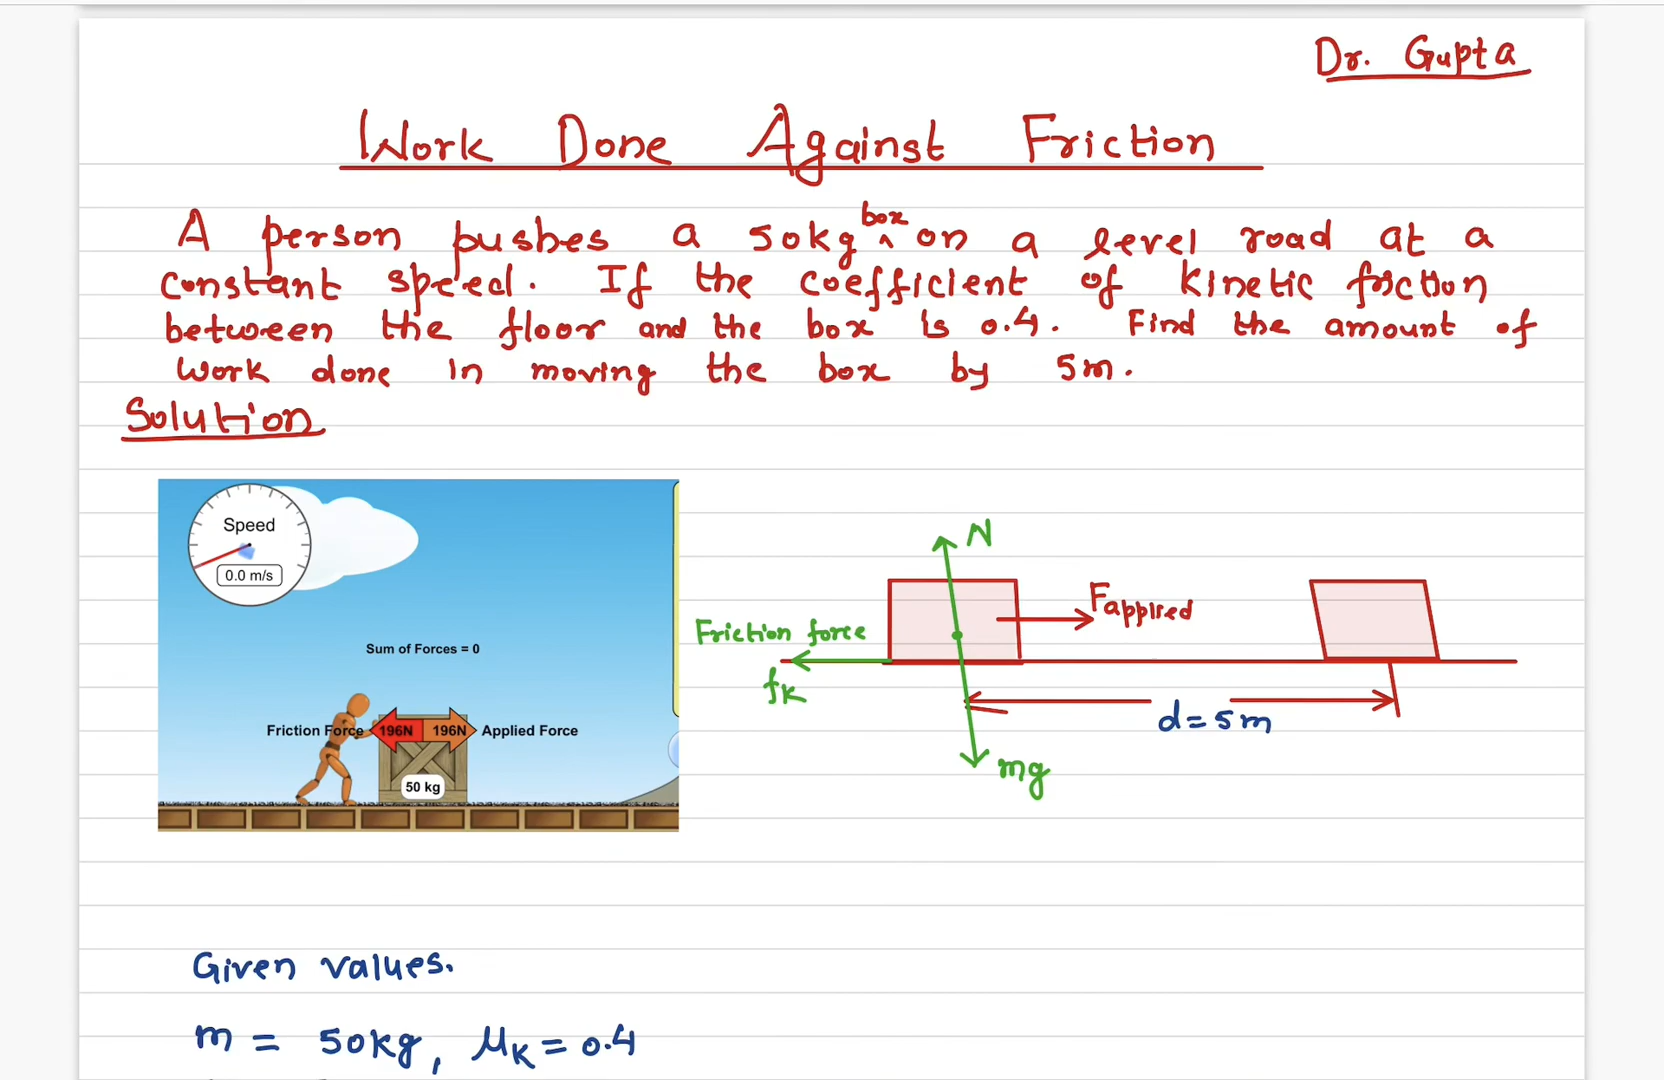 Dr. Gupta
Work Done Against Friction
A person pushes a 50kg box on a level road at a
constant speed. If the coefficient of kinetic friction
between the floor and the box is 0.4. Find the amount of
work done in moving the box by 5m.
Solution
Speed
0.0 m/s
Sum of Forces = 0
Friction Force 196N 196N Applied Force
50 kg
N
Fapplied
Friction force
fK
d=5m
mg
Given values.
m = 50kg, μK = 0.4